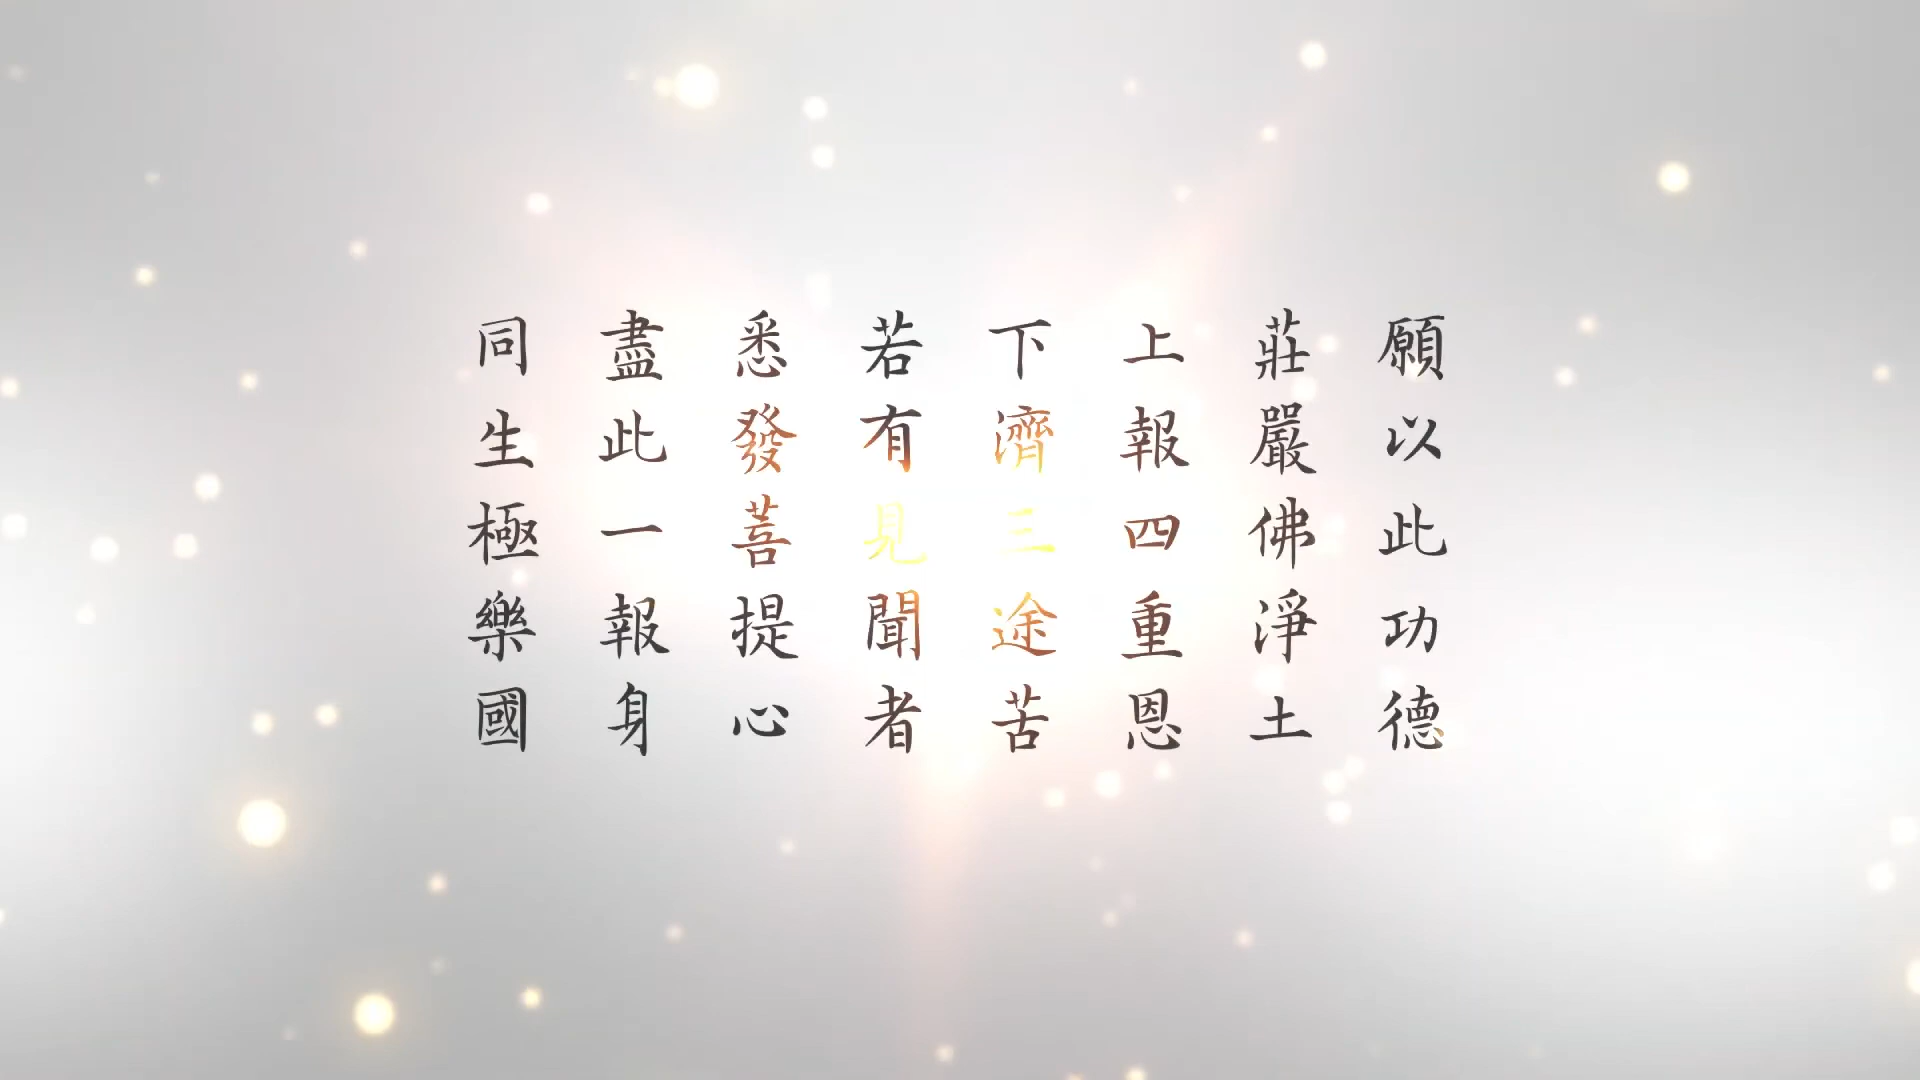 願以此功德
莊嚴佛淨土
上報四重恩
下濟三途苦
若有見聞者
悉發菩提心
盡此一報身
同生極樂國